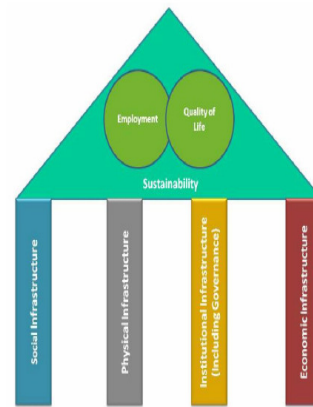 Employment
Quality of
Life
Sustainability
Social Infrastructure
Physical Infrastructure
Institutional Infrastructure
(Including Governance)
Economic Infrastructure